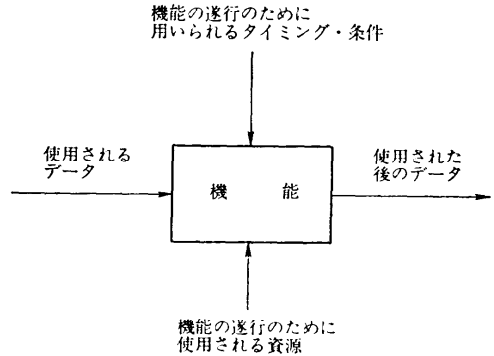 機能の遂行のために
用いられるタイミング・条件
使用される
データ
機能
使用された
後のデータ
機能の遂行のために
使用される資源